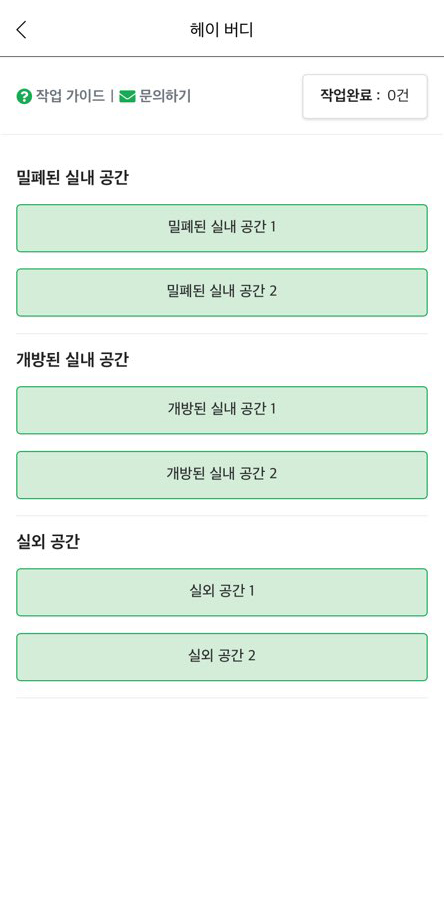 헤이 버디
작업 가이드 | 문의하기
작업완료 : 0건
밀폐된 실내 공간
밀폐된 실내 공간 1
밀폐된 실내 공간 2
개방된 실내 공간
개방된 실내 공간 1
개방된 실내 공간 2
실외 공간
실외 공간 1
실외 공간 2